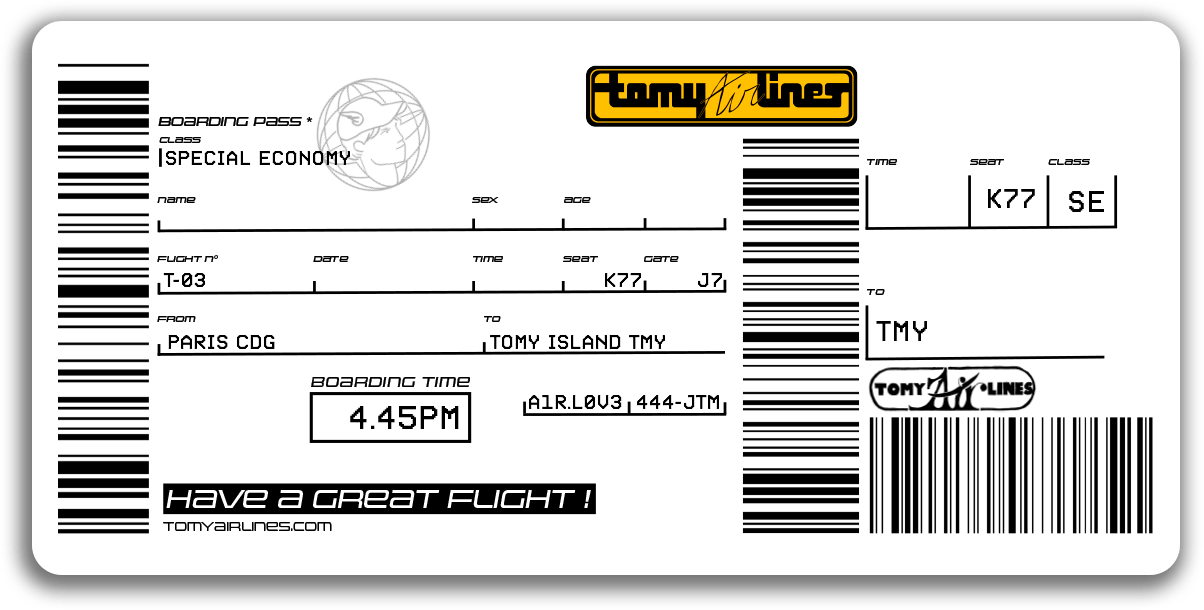 tomy Airlines
BOARDING PASS *
CLASS
SPECIAL ECONOMY
NAME SEX AGE
FLIGHT N° DATE TIME SEAT GATE
T-03 K77 J7
FROM TO
PARIS CDG TOMY ISLAND TMY
BOARDING TIME
4.45PM
A1R.L0V3 444-JTM
HAVE A GREAT FLIGHT !
TOMYAIRLINES.COM
TIME SEAT CLASS
K77 SE
TO
TMY
TOMY Air •LINES